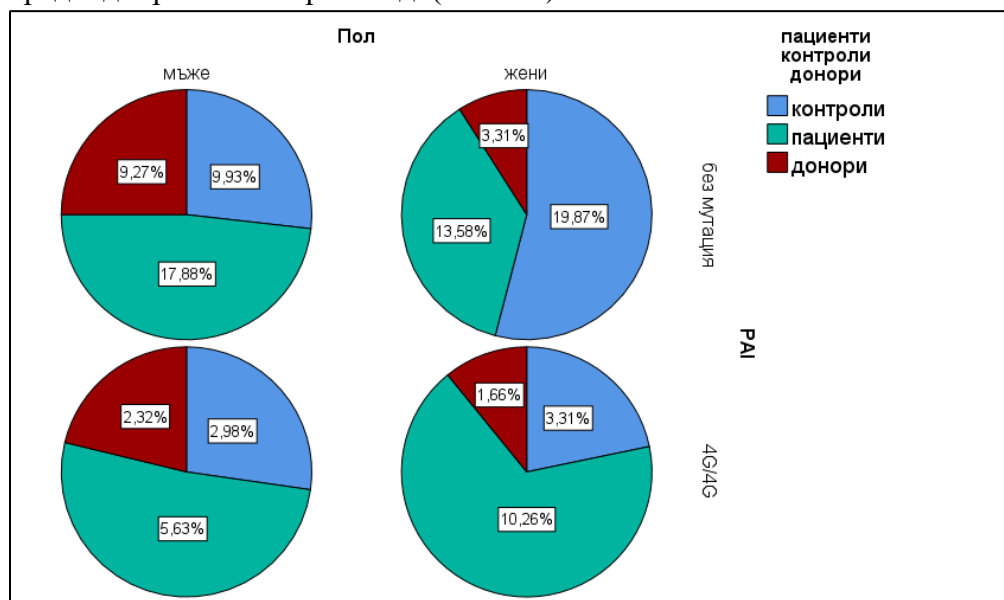 Пол
мъже
жени
пациенти
контроли
донори
контроли
пациенти
донори
9,27%
9,93%
17,88%
3,31%
13,58%
19,87%
без мутация
PAI
2,32%
2,98%
5,63%
1,66%
3,31%
10,26%
4G/4G